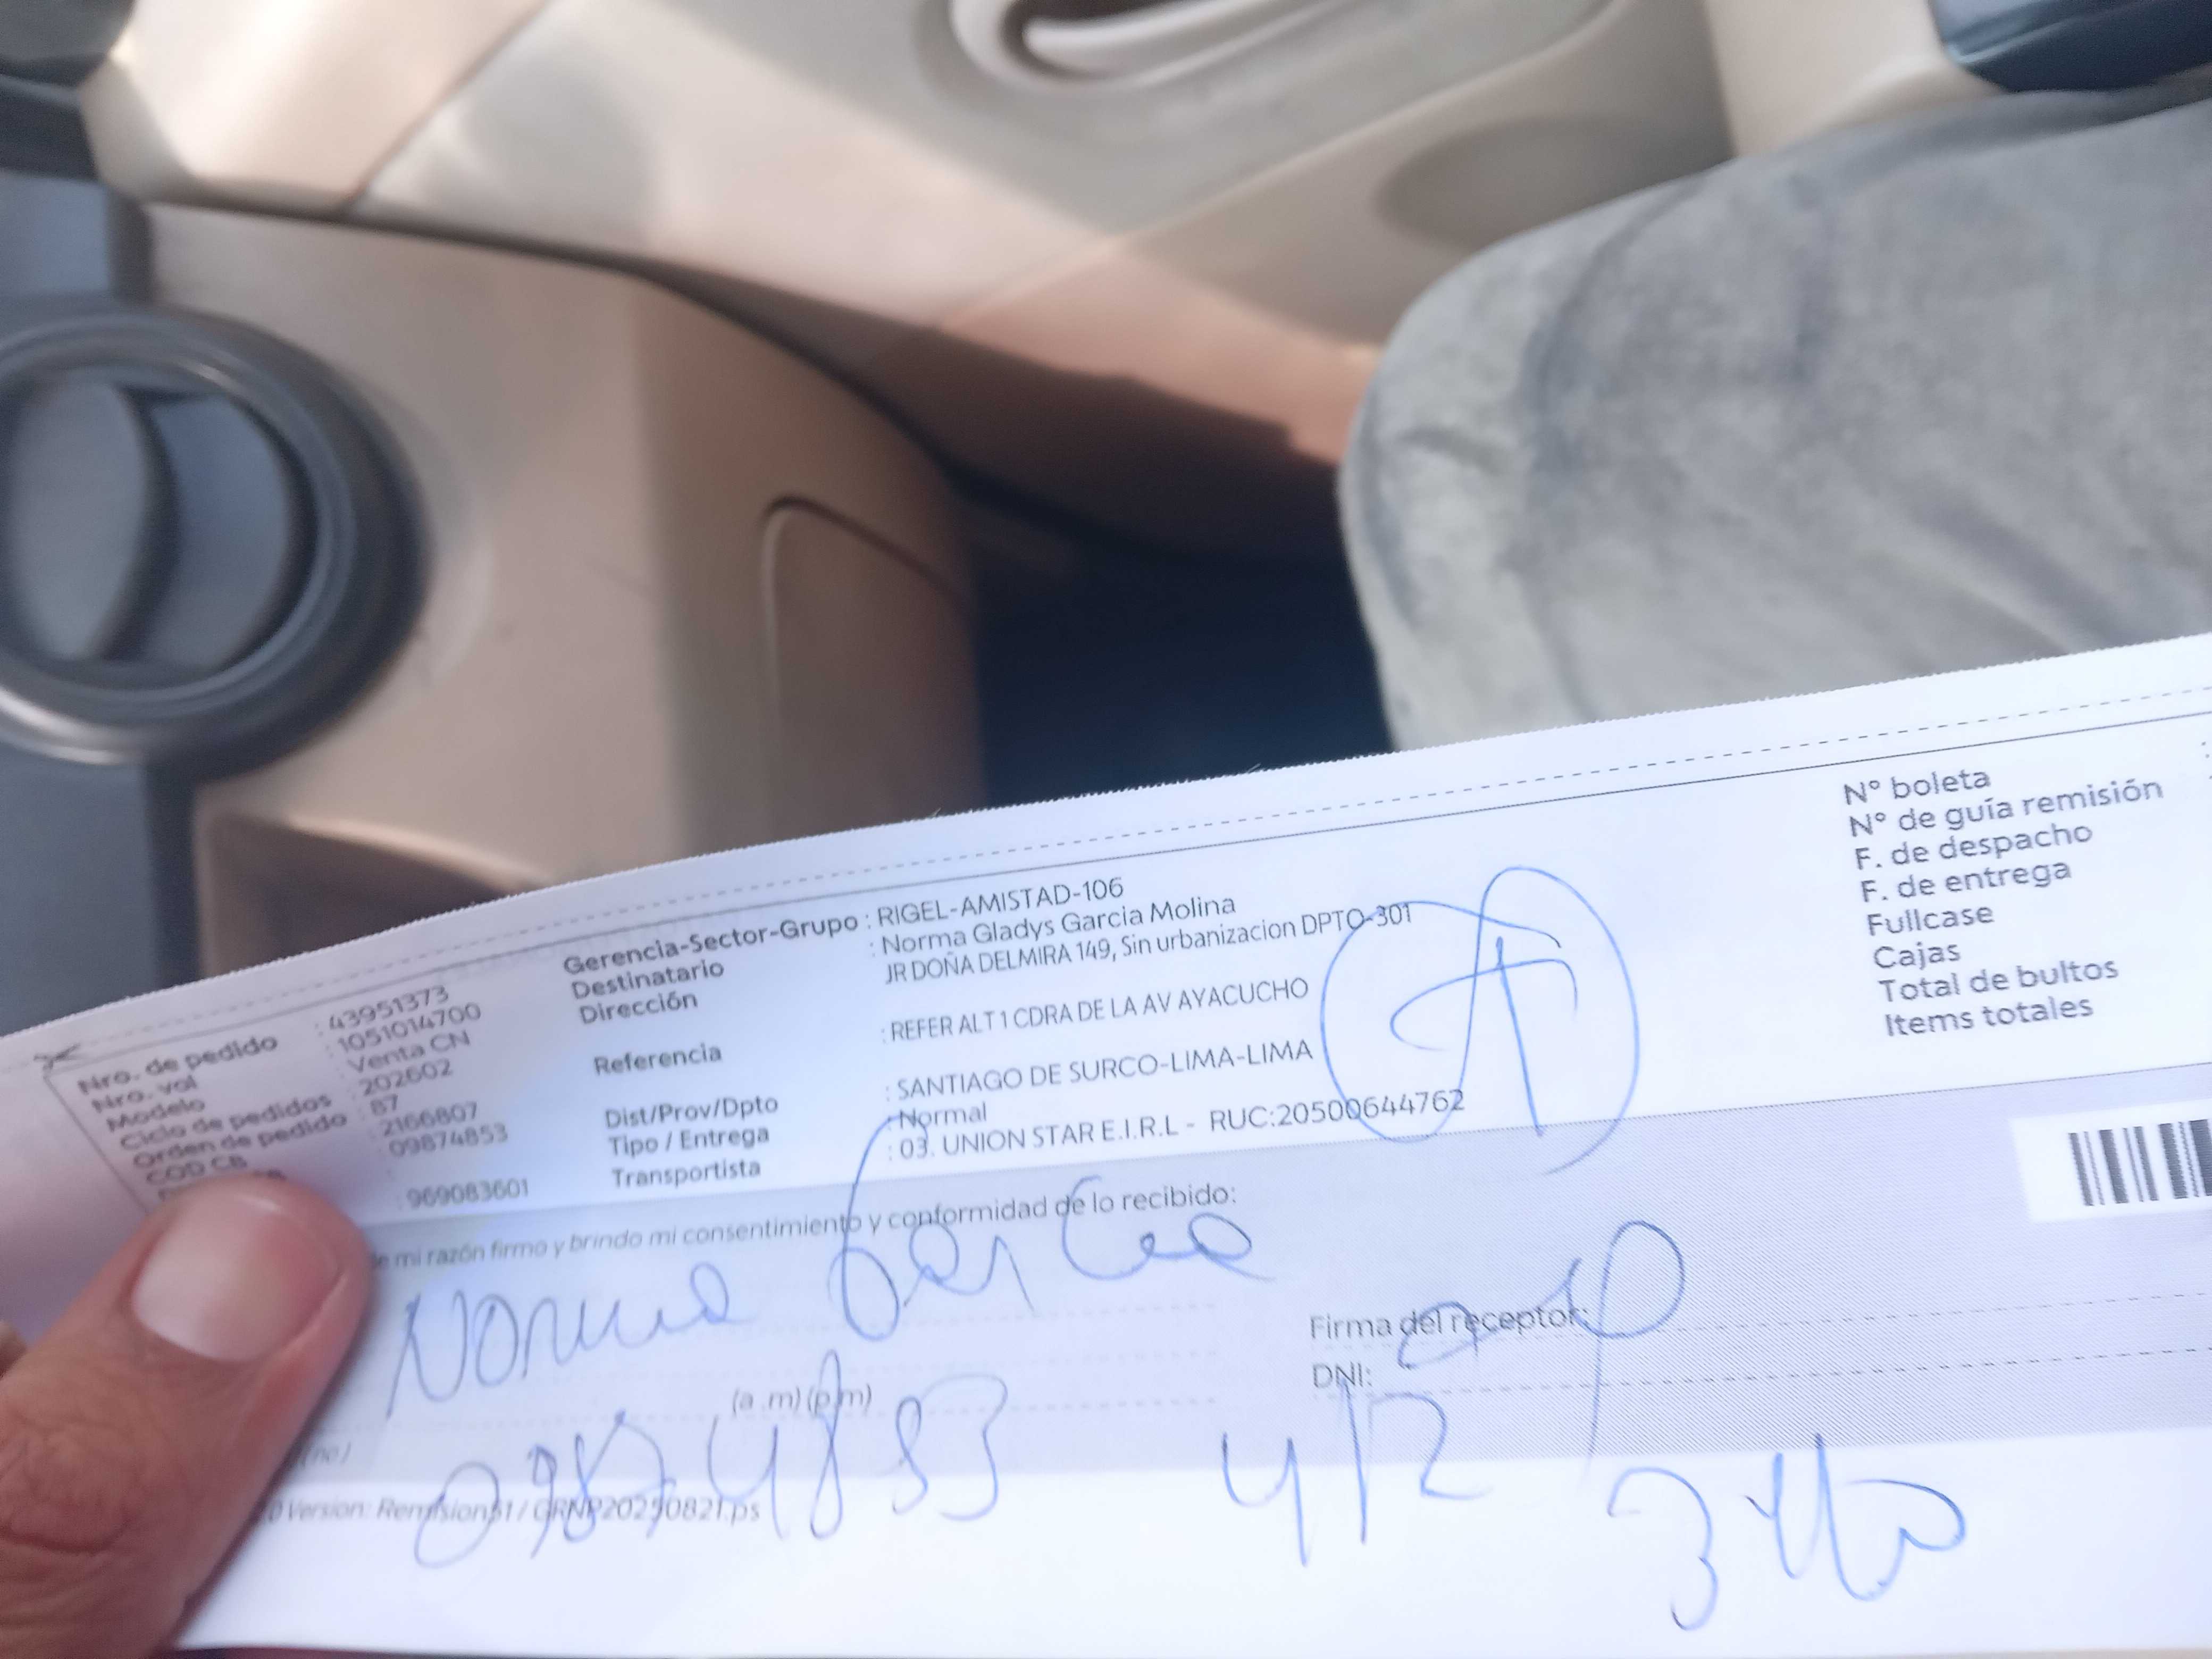 Nro. de pedido : 43951373
Nro. vol : 1051014700
Modelo Venta CN
Ciclo de pedidos : 202602
Orden de pedido : 87
COD CB 2166807
09874853
: 969083601
Gerencia-Sector-Grupo : RIGEL-AMISTAD-106
Destinatario : Norma Gladys Garcia Molina
Dirección JR DOÑA DELMIRA 149, Sin urbanizacion DPTO-301
Referencia : REFER ALT 1 CDRA DE LA AV AYACUCHO
Dist/Prov/Dpto : SANTIAGO DE SURCO-LIMA-LIMA
Tipo / Entrega : Normal
Transportista : 03. UNION STAR E.I.R.L - RUC:20500644762
N° boleta
N° de guía remisión
F. de despacho
F. de entrega
Fullcase
Cajas
Total de bultos
Items totales
de mi razón firmo y brindo mi consentimiento y conformidad de lo recibido:
Norma Garcia
Firma del receptor:
DNI:
(a .m) (p.m)
09874853
412
Version: Remision51 / GRNP20250821.ps